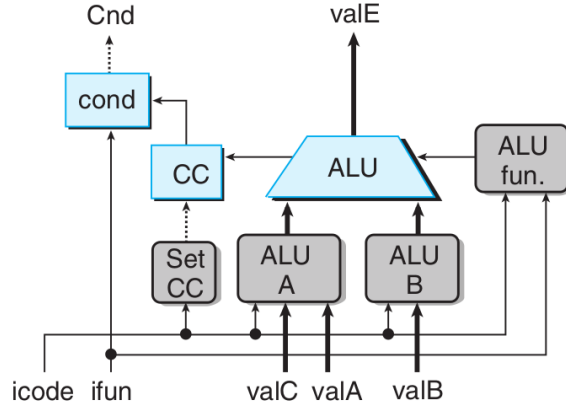 Cnd
valE
cond
CC
ALU
ALU
fun.
Set
CC
ALU
A
ALU
B
icode
ifun
valC
valA
valB